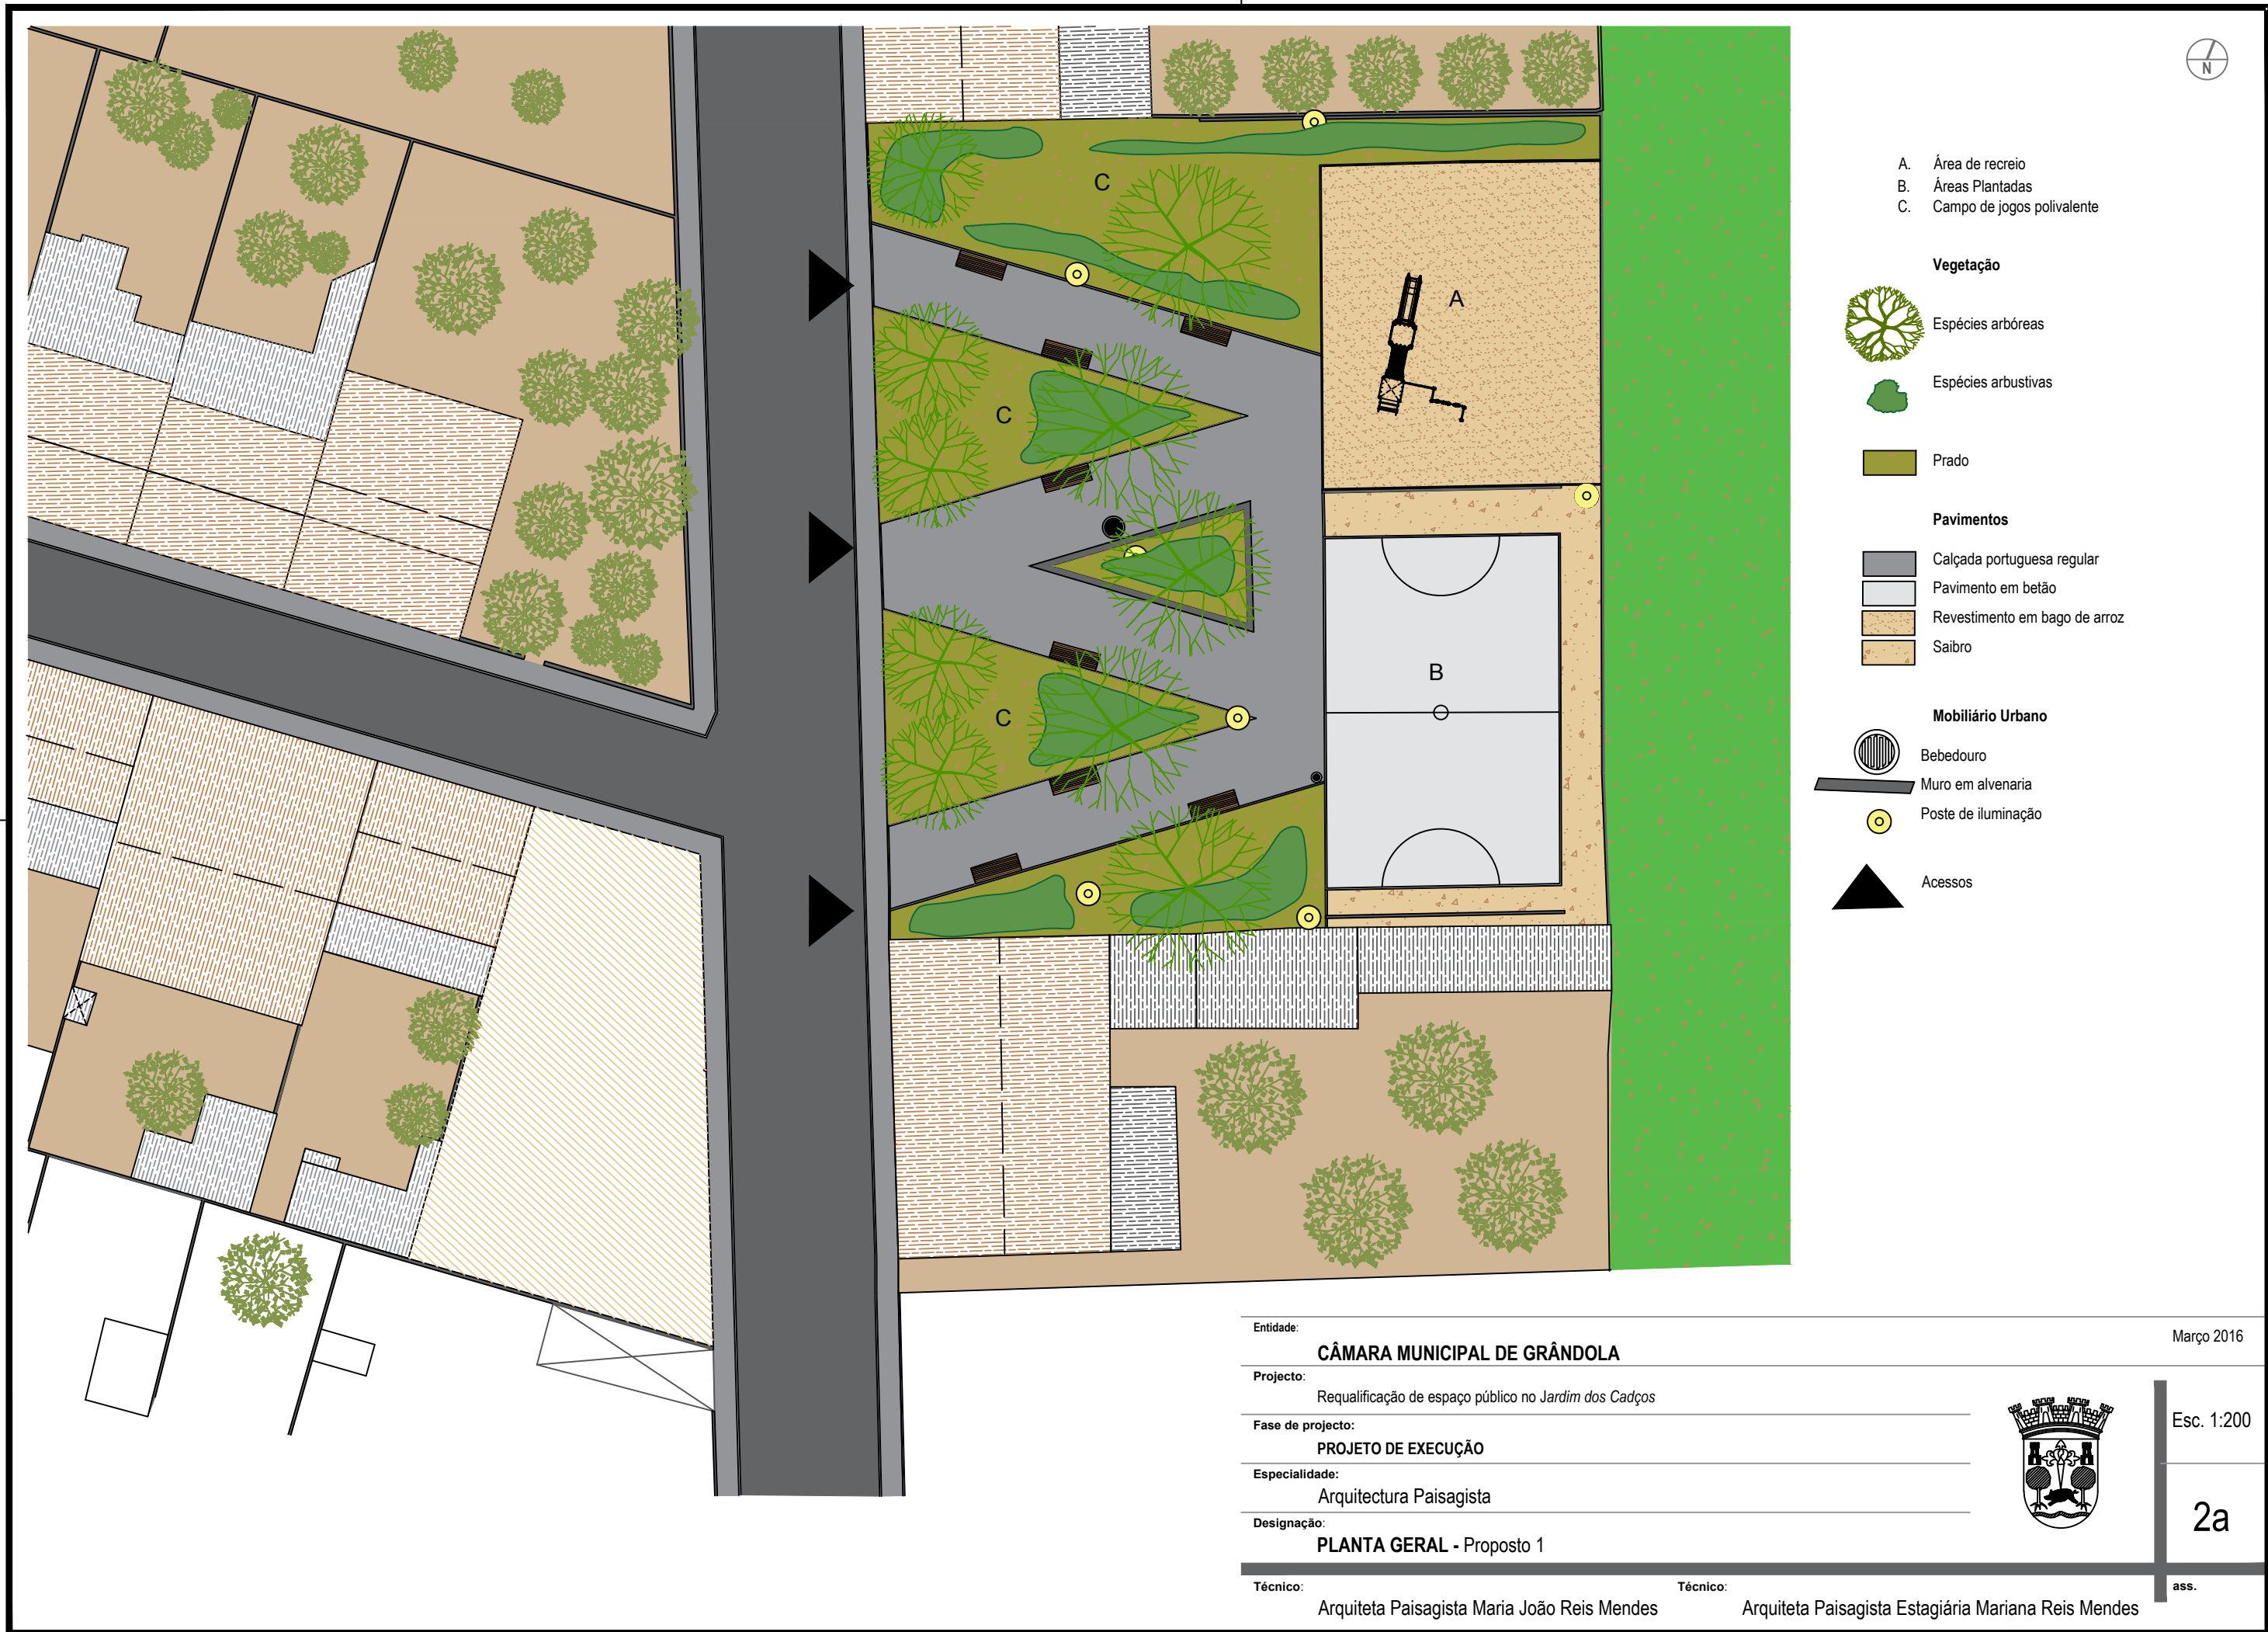 N
A. Área de recreio
B. Áreas Plantadas
C. Campo de jogos polivalente
Vegetação
Espécies arbóreas
Espécies arbustivas
Prado
Pavimentos
Calçada portuguesa regular
Pavimento em betão
Revestimento em bago de arroz
Saibro
Mobiliário Urbano
Bebedouro
Muro em alvenaria
Poste de iluminação
Acessos
C
A
C
B
C
Entidade:
CÂMARA MUNICIPAL DE GRÂNDOLA
Março 2016
Projecto:
Requalificação de espaço público no Jardim dos Cadços
Fase de projecto:
PROJETO DE EXECUÇÃO
Esc. 1:200
Especialidade:
Arquitectura Paisagista
Designação:
PLANTA GERAL - Proposto 1
2a
Técnico:
Arquiteta Paisagista Maria João Reis Mendes
Técnico:
Arquiteta Paisagista Estagiária Mariana Reis Mendes
ass.